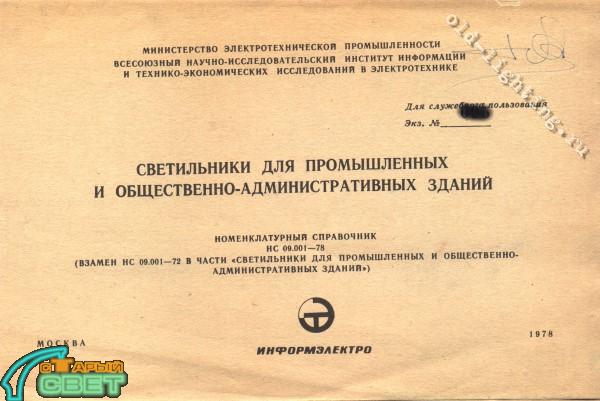 МИНИСТЕРСТВО ЭЛЕКТРОТЕХНИЧЕСКОЙ ПРОМЫШЛЕННОСТИ
ВСЕСОЮЗНЫЙ НАУЧНО-ИССЛЕДОВАТЕЛЬСКИЙ ИНСТИТУТ ИНФОРМАЦИИ
И ТЕХНИКО-ЭКОНОМИЧЕСКИХ ИССЛЕДОВАНИЙ В ЭЛЕКТРОТЕХНИКЕ
old-lighting.ru
Для служебного пользования
Экз. №
СВЕТИЛЬНИКИ ДЛЯ ПРОМЫШЛЕННЫХ
И ОБЩЕСТВЕННО-АДМИНИСТРАТИВНЫХ ЗДАНИЙ
НОМЕНКЛАТУРНЫЙ СПРАВОЧНИК
НС 09.001—78
(ВЗАМЕН НС 09.001—72 В ЧАСТИ «СВЕТИЛЬНИКИ ДЛЯ ПРОМЫШЛЕННЫХ И ОБЩЕСТВЕННО-
АДМИНИСТРАТИВНЫХ ЗДАНИЙ»)
МОСКВА
1978
ИНФОРМЭЛЕКТРО
СТАРЫЙ
СВЕТ